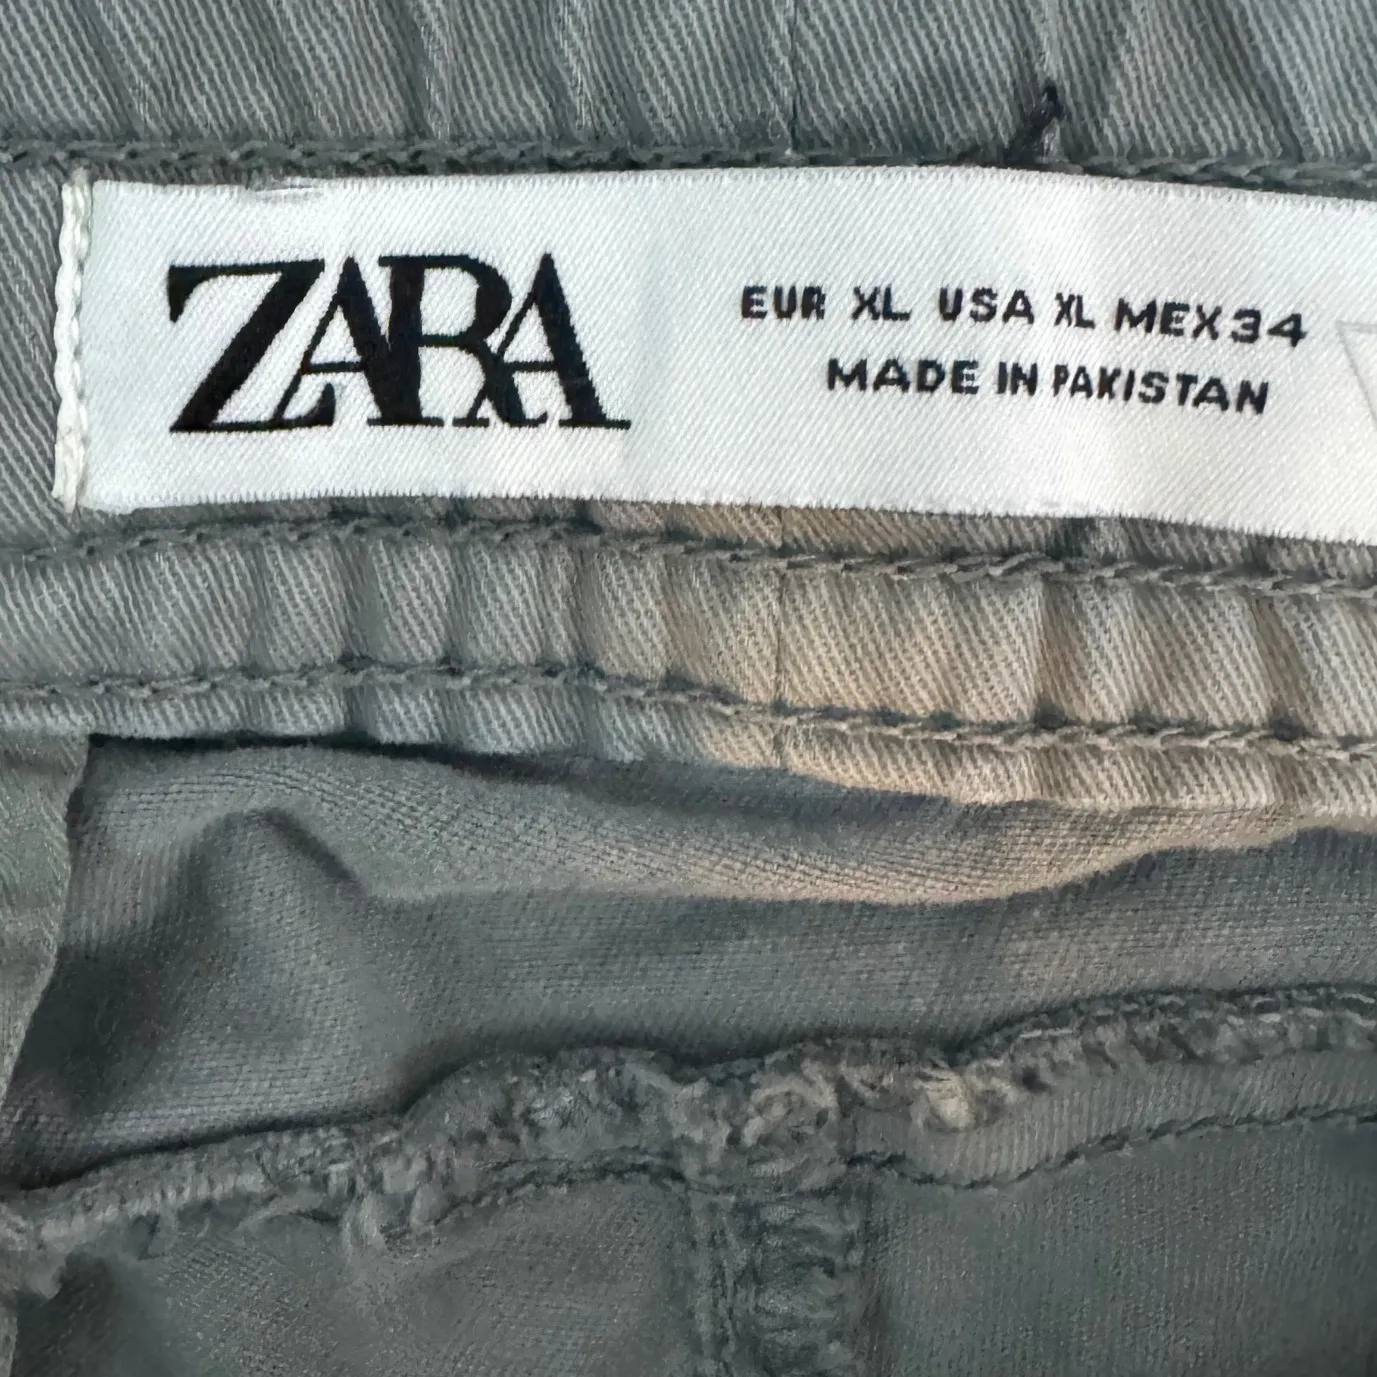 ZARA
EUR XL USA XL MEX 34
MADE IN PAKISTAN